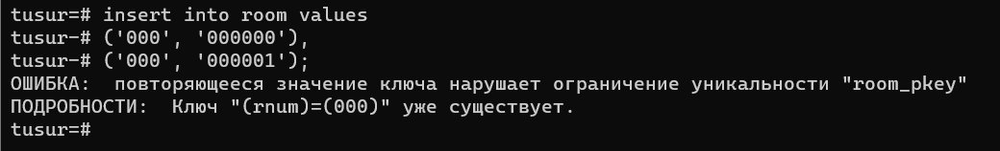 tusur=# insert into room values
tusur-# ('000', '000000'),
tusur-# ('000', '000001');
ОШИБКА:  повторяющееся значение ключа нарушает ограничение уникальности "room_pkey"
ПОДРОБНОСТИ:  Ключ "(rnum)=(000)" уже существует.
tusur=#